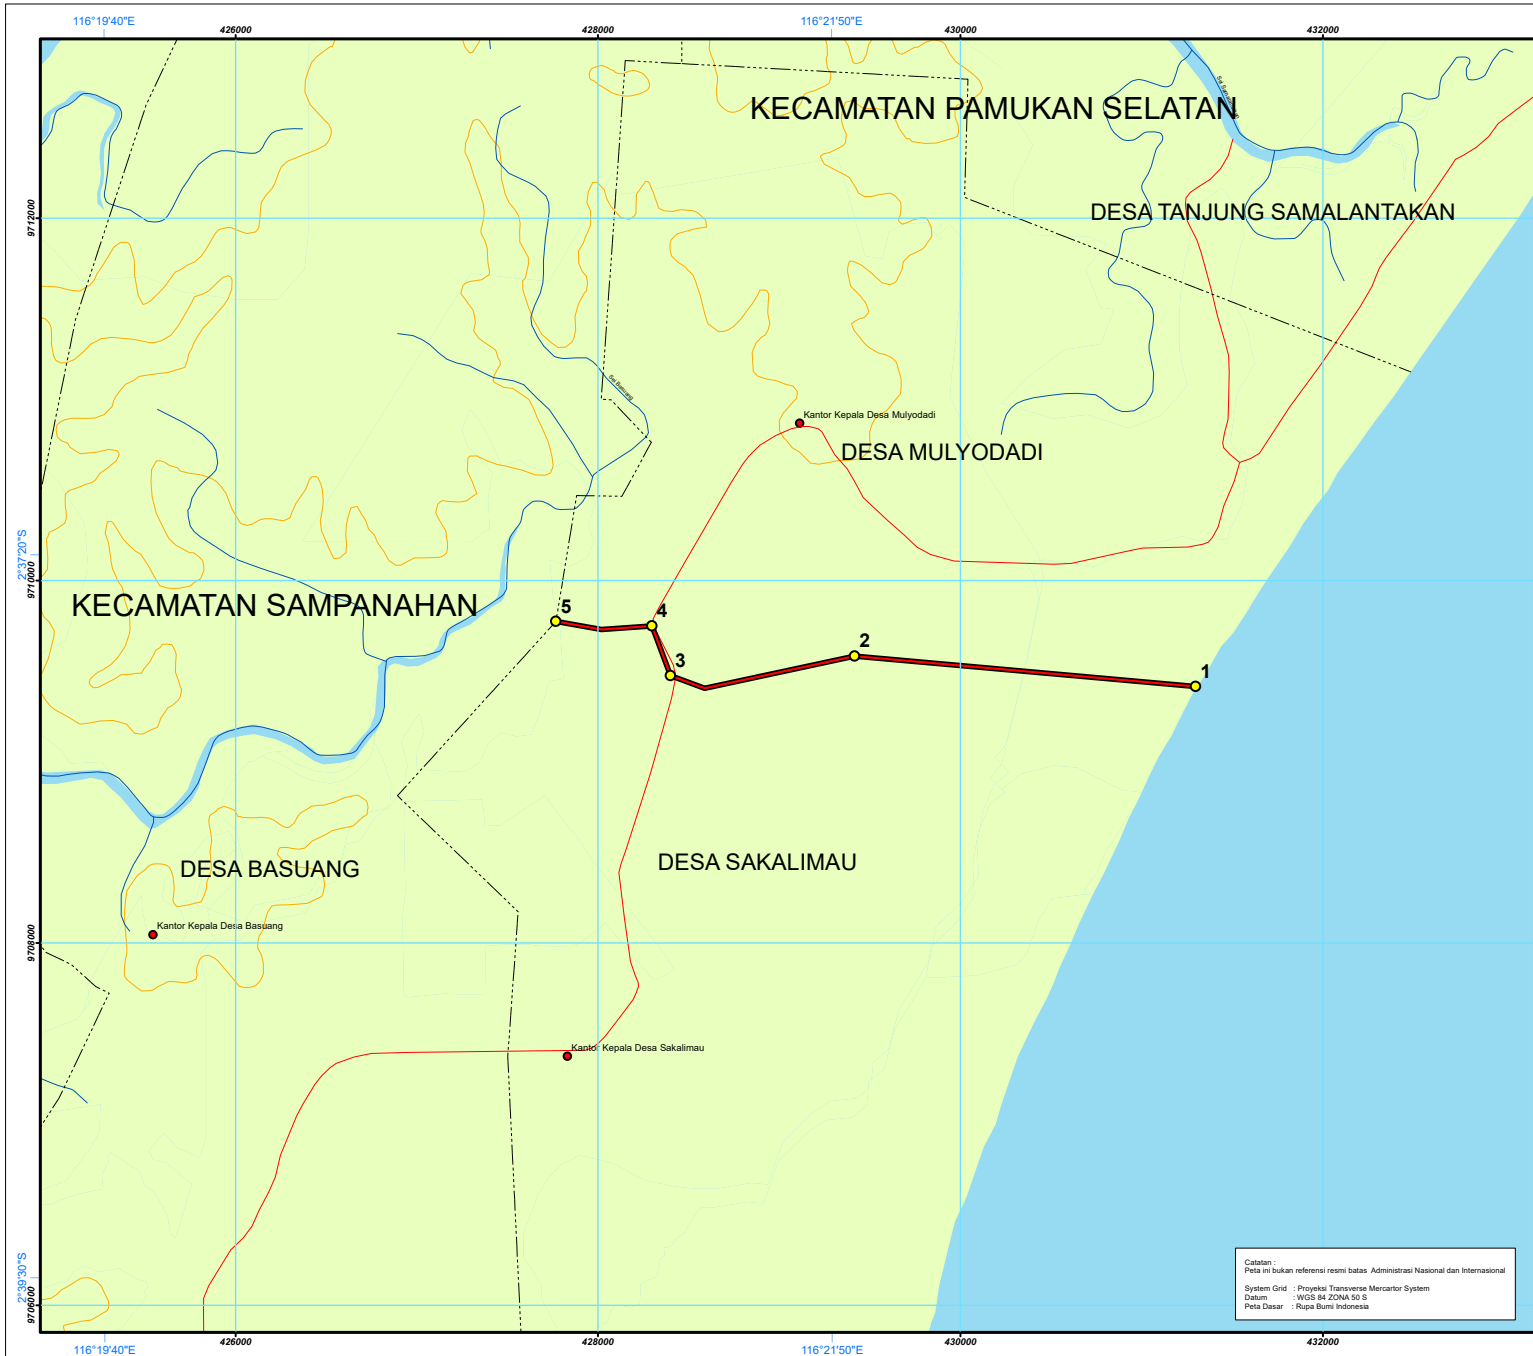 116°19'40"E
116°21'50"E
426000
428000
430000
432000
KECAMATAN PAMUKAN SELATAN
9712000
DESA TANJUNG SAMALANTAKAN
Sei Basuang
Kantor Kepala Desa Mulyodadi
DESA MULYODADI
2°37'20"S
9710000
KECAMATAN SAMPANAHAN
5
4
3
2
1
DESA BASUANG
DESA SAKALIMAU
Kantor Kepala Desa Basuang
9708000
Kantor Kepala Desa Sakalimau
2°39'30"S
9706000
Catatan :
Peta ini bukan referensi resmi batas Administrasi Nasional dan Internasional
System Grid : Proyeksi Transverse Mercartor System
Datum : WGS 84 ZONA 50 S
Peta Dasar : Rupa Bumi Indonesia
426000
428000
430000
432000
116°19'40"E
116°21'50"E